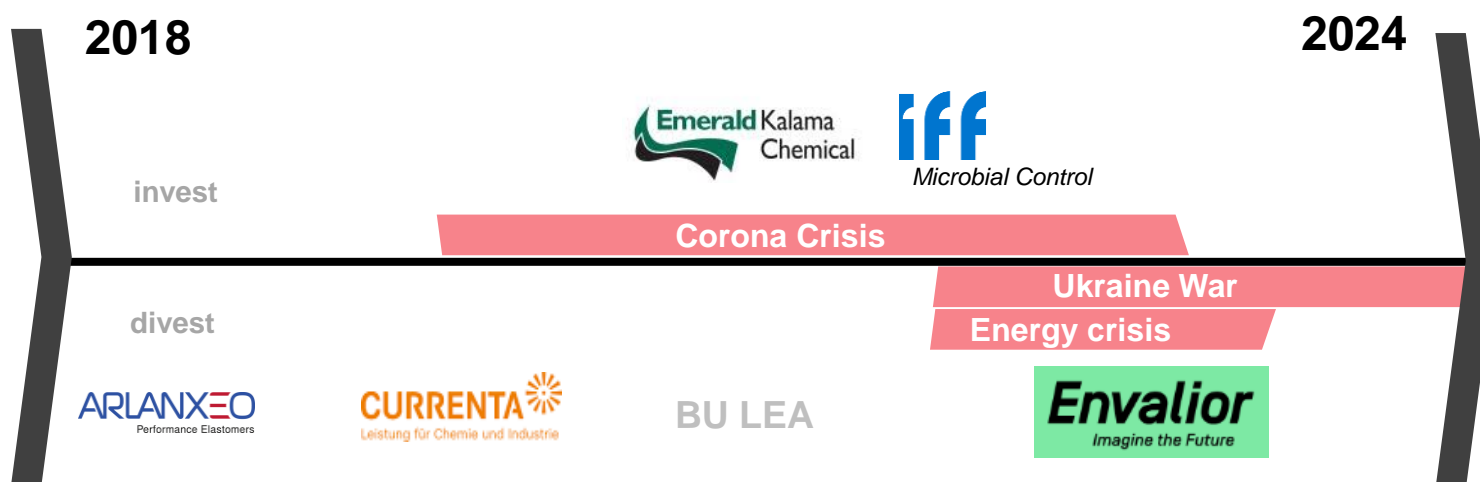 2018
2024
Emerald Kalama
Chemical
iff
Microbial Control
invest
Corona Crisis
Ukraine War
divest
Energy crisis
ARLANXEO
Performance Elastomers
CURRENTA
Leistung für Chemie und Industrie
BU LEA
Envalior
Imagine the Future